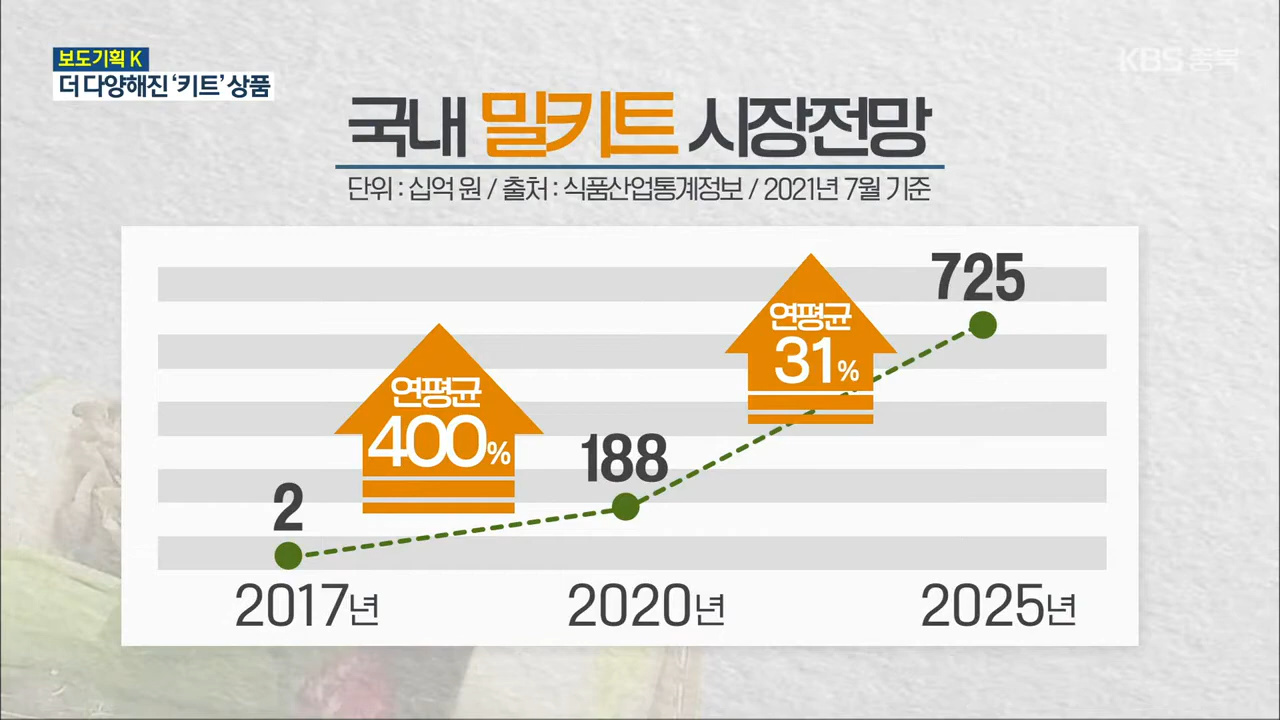 보도기획 K
더 다양해진 ‘키트’ 상품
KBS 충북
국내 밀키트 시장전망
단위 : 십억 원 / 출처 : 식품산업통계정보 / 2021년 7월 기준
725
연평균
31%
연평균
400%
188
2
2017년
2020년
2025년